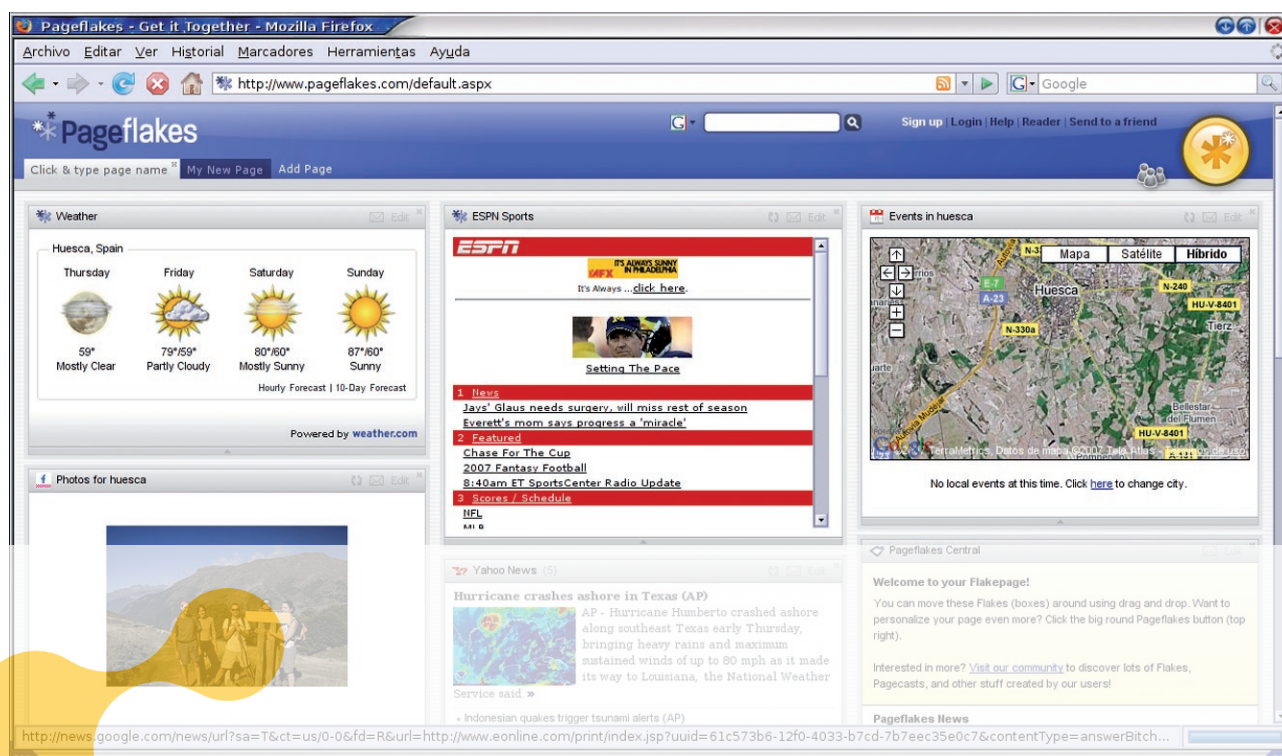 Pageflakes - Get it Together - Mozilla Firefox
Archivo Editar Ver Historial Marcadores Herramientas Ayuda
http://www.pageflakes.com/default.aspx
G Google
Pageflakes
G
Sign up | Login | Help | Reader | Send to a friend
Click & type page name My New Page Add Page
Weather
Edit
Huesca, Spain
Thursday Friday Saturday Sunday
59° 79°/59° 80°/60° 87°/60°
Mostly Clear Partly Cloudy Mostly Sunny Sunny
Hourly Forecast | 10-Day Forecast
Powered by weather.com
Photos for huesca
Edit
ESPN Sports
Edit
ESPN
IT'S ALWAYS SUNNY
IN PHILADELPHIA
It's Always ...click here.
Setting The Pace
1 News
Jays' Glaus needs surgery, will miss rest of season
Everett's mom says progress a 'miracle'
2 Featured
Chase For The Cup
2007 Fantasy Football
8:40am ET SportsCenter Radio Update
3 Scores / Schedule
NFL
MLB
Yahoo News (5)
Edit
Hurricane crashes ashore in Texas (AP)
AP - Hurricane Humberto crashed ashore
along southeast Texas early Thursday,
bringing heavy rains and maximum
sustained winds of up to 80 mph as it made
its way to Louisiana, the National Weather
Service said. »
Indonesian quakes trigger tsunami alerts (AP)
Events in huesca
Edit
Mapa Satélite Híbrido
E-7
A-23
Huesca
N-240
HU-V-8401
N-330a
Tierz
Autovía Mudéjar
Bellestar
del Flumen
HU-V-8401
Google
TerraMetrics, Datos de mapa ©2007 Tele Atlas -
No local events at this time. Click here to change city.
Pageflakes Central
Edit
Welcome to your Flakepage!
You can move these Flakes (boxes) around using drag and drop. Want to
personalize your page even more? Click the big round Pageflakes button (top
right).
Interested in more? Visit our community to discover lots of Flakes,
Pagecasts, and other stuff created by our users!
Pageflakes News
http://news.google.com/news/url?sa=T&ct=us/0-0&fd=R&url=http://www.eonline.com/print/index.jsp?uuid=61c573b6-12f0-4033-b7cd-7b7eec35e0c7&contentType=answerBitch...